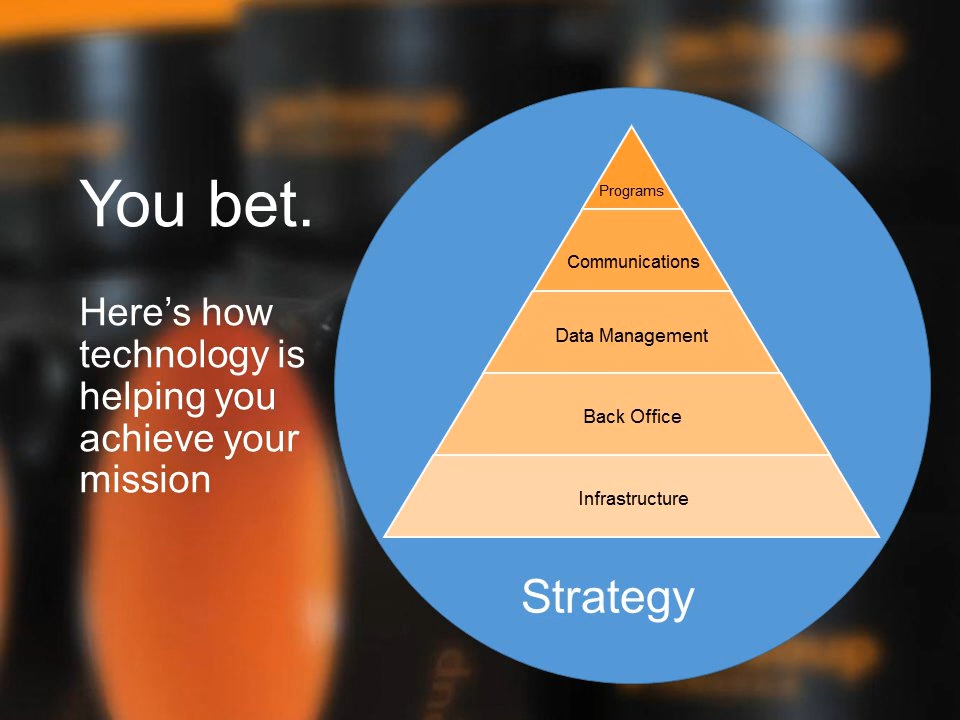 You bet.
Here’s how
technology is
helping you
achieve your
mission
Programs
Communications
Data Management
Back Office
Infrastructure
Strategy